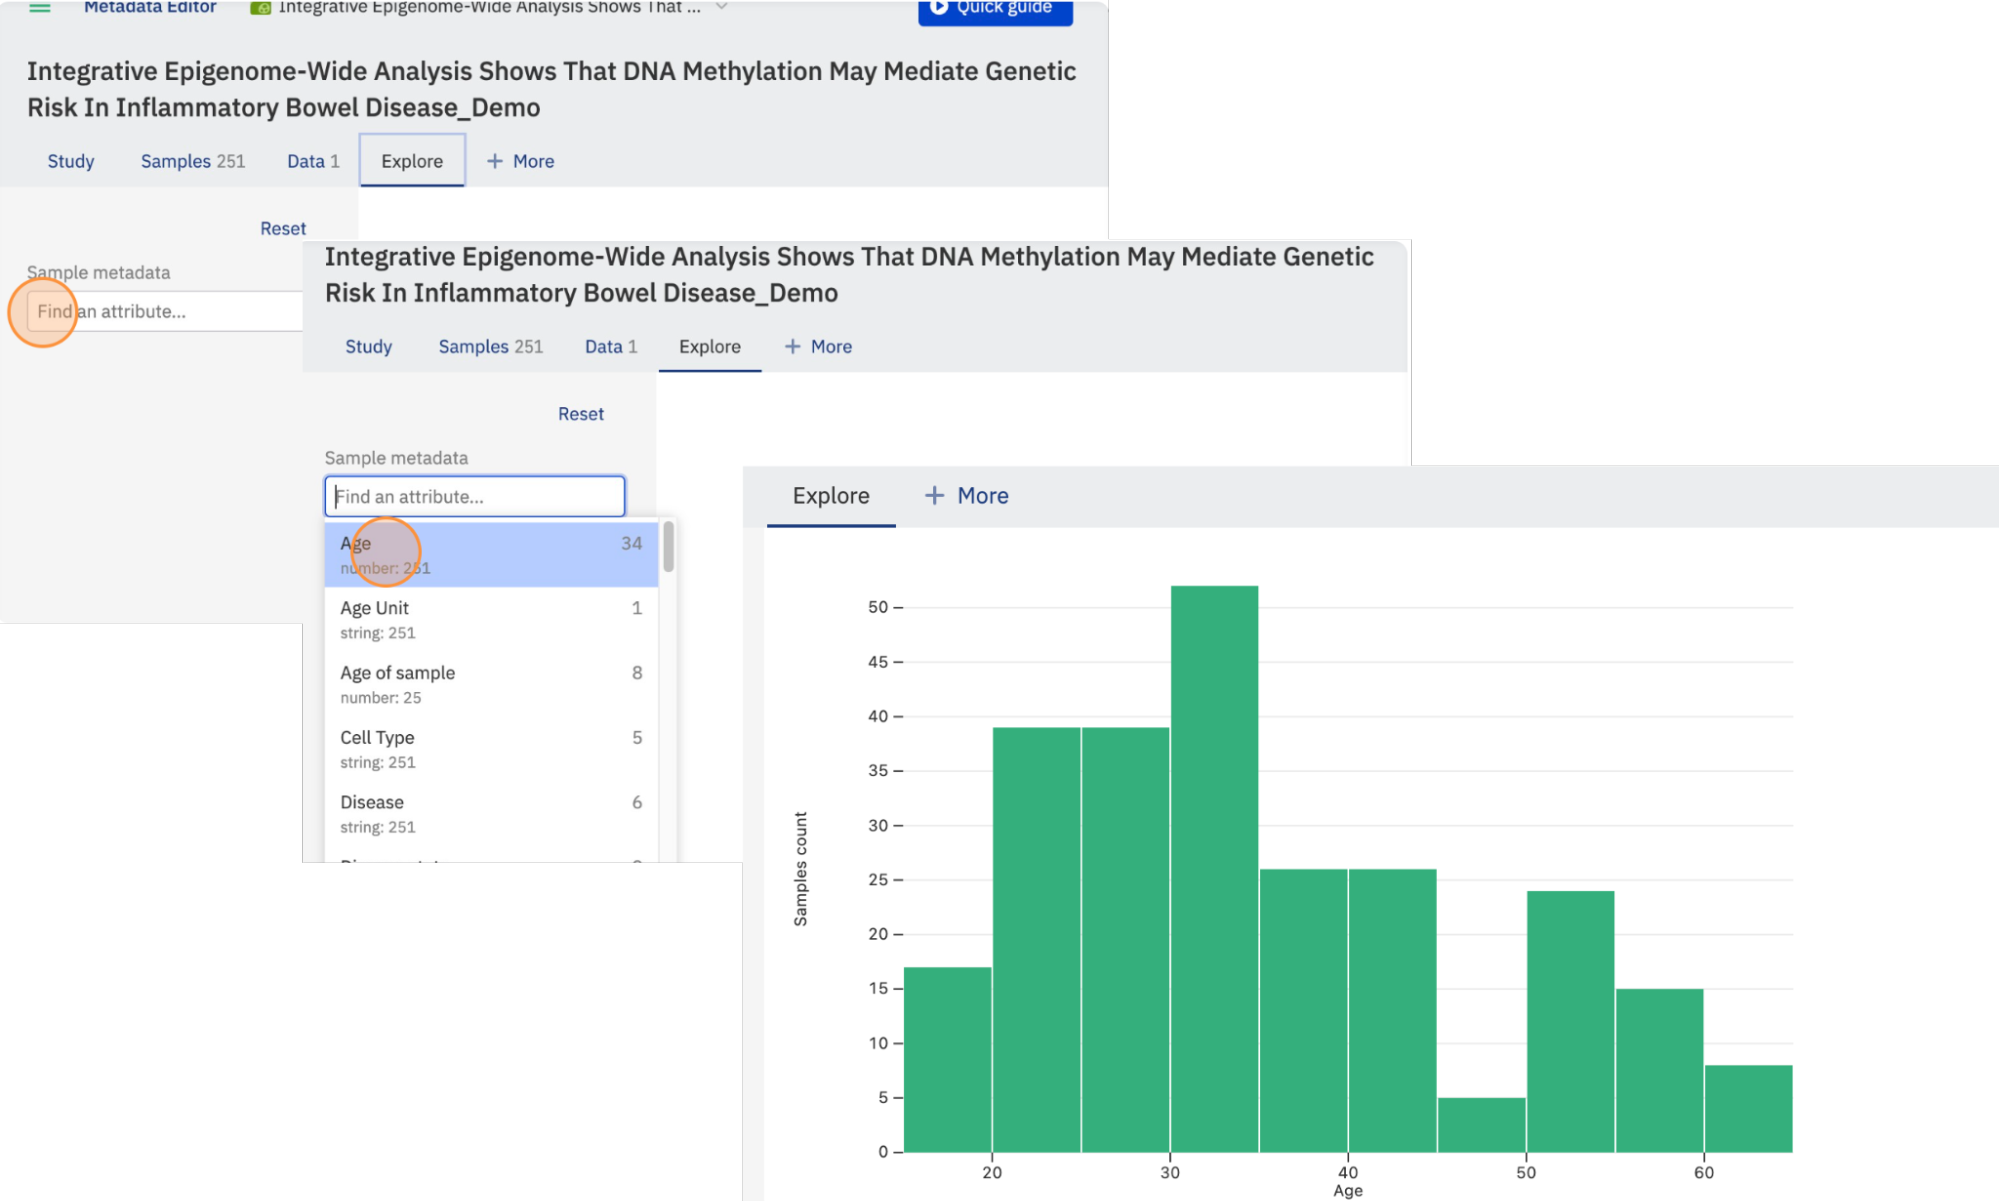 Metadata Editor
Integrative Epigenome-Wide Analysis Shows That ...
Quick guide
Integrative Epigenome-Wide Analysis Shows That DNA Methylation May Mediate Genetic
Risk In Inflammatory Bowel Disease_Demo
Study Samples 251 Data 1 Explore + More
Reset
Sample metadata
Find an attribute...
Integrative Epigenome-Wide Analysis Shows That DNA Methylation May Mediate Genetic
Risk In Inflammatory Bowel Disease_Demo
Study Samples 251 Data 1 Explore + More
Reset
Sample metadata
Find an attribute...
Age 34
number: 251
Age Unit 1
string: 251
Age of sample 8
number: 25
Cell Type 5
string: 251
Disease 6
string: 251
Explore + More
50
45
40
35
30
25
20
15
10
5
0
Samples count
20 30 40 50 60
Age